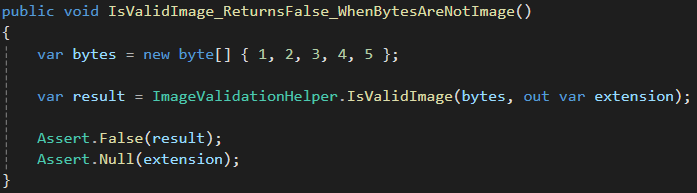 public void IsValidImage_ReturnsFalse_WhenBytesAreNotImage()
{
var bytes = new byte[] { 1, 2, 3, 4, 5 };
var result = ImageValidationHelper.IsValidImage(bytes, out var extension);
Assert.False(result);
Assert.Null(extension);
}